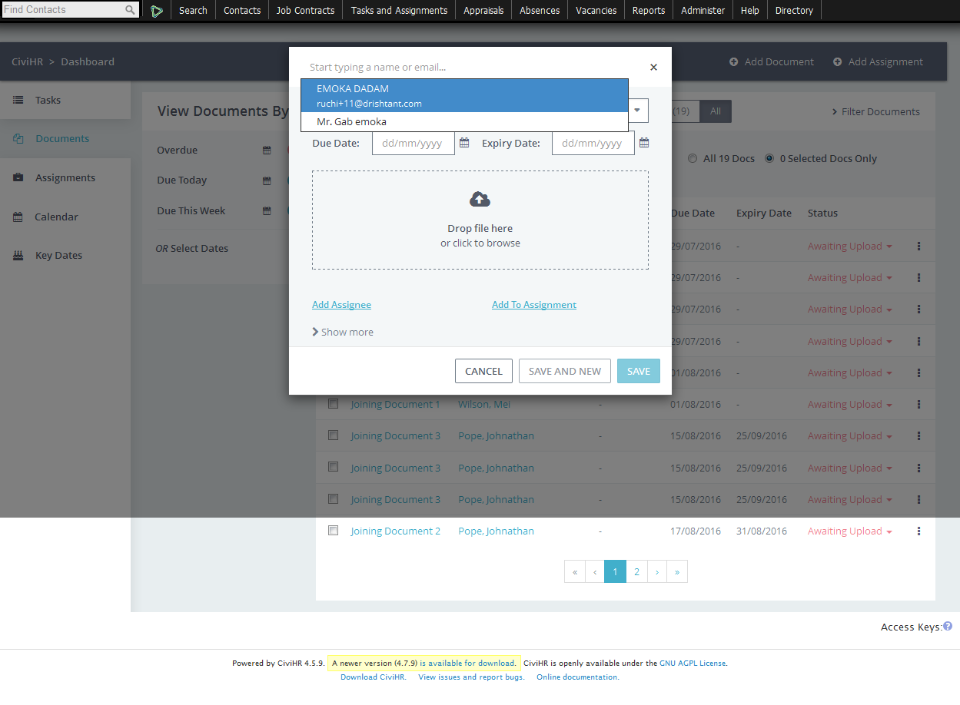 Find Contacts Search Contacts Job Contracts Tasks and Assignments Appraisals Absences Vacancies Reports Administer Help Directory
CiviHR > Dashboard Add Document Add Assignment
Start typing a name or email...
×
EMOKA DADAM
ruchi+11@drishtant.com
Mr. Gab emoka
Tasks
Documents
Assignments
Calendar
Key Dates
View Documents By
Overdue
Due Today
Due This Week
OR Select Dates
(19) All > Filter Documents
All 19 Docs 0 Selected Docs Only
Due Date: dd/mm/yyyy Expiry Date: dd/mm/yyyy
Drop file here
or click to browse
Add Assignee Add To Assignment
Show more
CANCEL SAVE AND NEW SAVE
Due Date Expiry Date Status
29/07/2016 - Awaiting Upload
29/07/2016 - Awaiting Upload
29/07/2016 - Awaiting Upload
29/07/2016 - Awaiting Upload
01/08/2016 - Awaiting Upload
Joining Document 1 Wilson, Mei - 01/08/2016 - Awaiting Upload
Joining Document 3 Pope, Johnathan - 15/08/2016 25/09/2016 Awaiting Upload
Joining Document 3 Pope, Johnathan - 15/08/2016 25/09/2016 Awaiting Upload
Joining Document 3 Pope, Johnathan - 15/08/2016 25/09/2016 Awaiting Upload
Joining Document 2 Pope, Johnathan - 17/08/2016 31/08/2016 Awaiting Upload
« ‹ 1 2 › »
Access Keys:?
Powered by CiviHR 4.5.9. A newer version (4.7.9) is available for download. CiviHR is openly available under the GNU AGPL License.
Download CiviHR. View issues and report bugs. Online documentation.